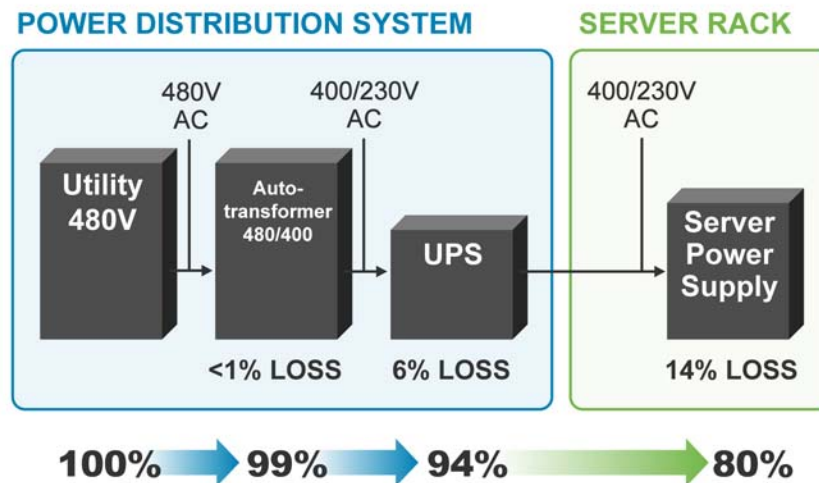 POWER DISTRIBUTION SYSTEM
SERVER RACK
480V
AC
400/230V
AC
400/230V
AC
Utility
480V
Auto-
transformer
480/400
UPS
Server
Power
Supply
<1% LOSS
6% LOSS
14% LOSS
100%
99%
94%
80%